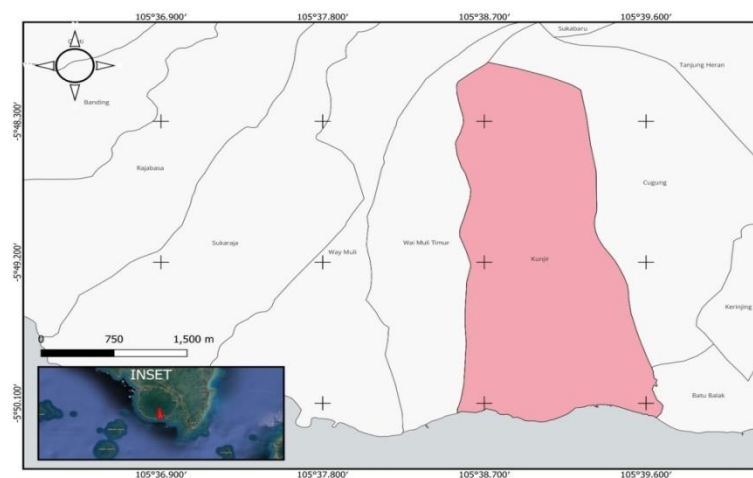 105°36.900' 105°37.800' 105°38.700' 105°39.600'
Sukabaru
Tanjung Heran
Banding
-5°48.300'
Rajabasa
Cugung
Sukaraja
Way Muli
Wai Muli Timur
Kunjir
-5°49.200'
Kerinjing
0 750 1,500 m
INSET
Batu Balak
-5°50.100'
105°36.900' 105°37.800' 105°38.700' 105°39.600'